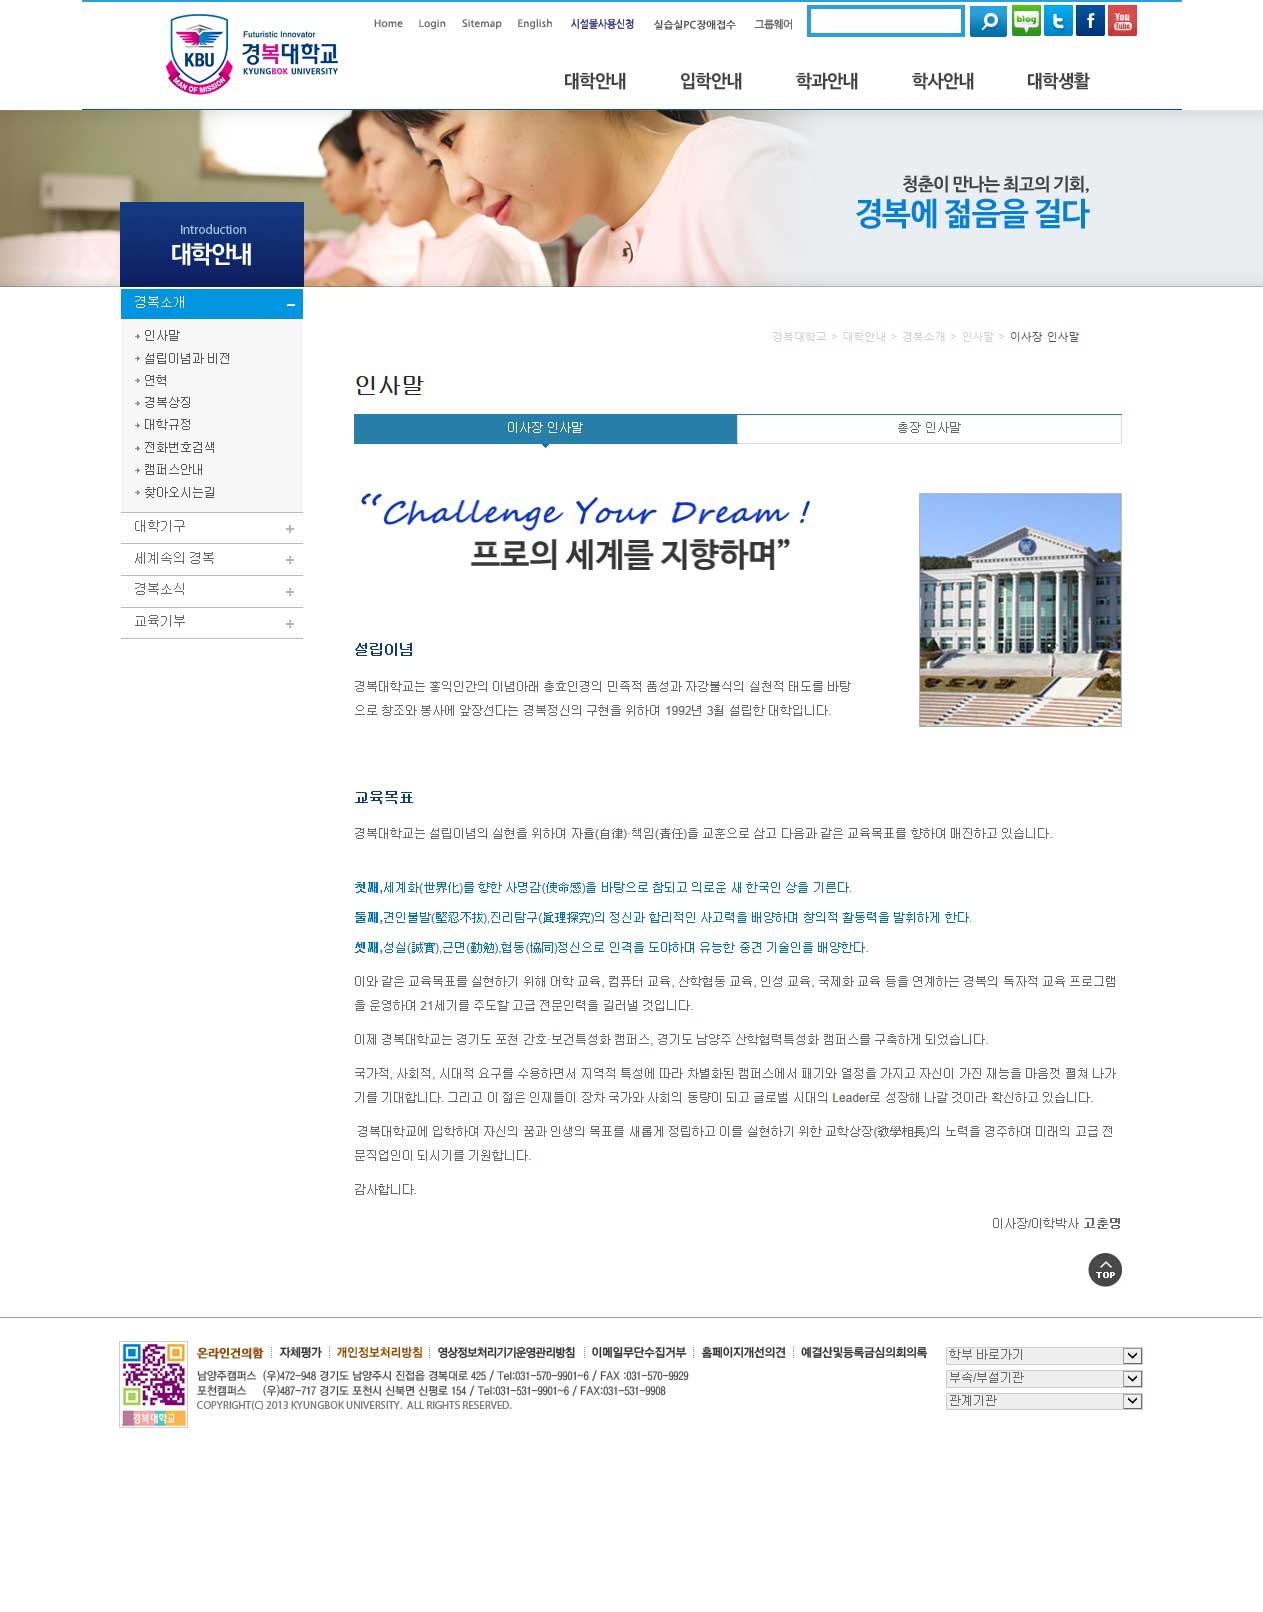 Home Login Sitemap English 시설물사용신청 실습실PC장애접수 그룹웨어
blog
You Tube
KBU
MAN OF MISSION
Futuristic Innovator
경복대학교
KYUNGBOK UNIVERSITY
대학안내 입학안내 학과안내 학사안내 대학생활
청춘이 만나는 최고의 기회,
경복에 젊음을 걸다
Introduction
대학안내
경복소개
인사말
설립이념과 비젼
연혁
경복상징
대학규정
전화번호검색
캠퍼스안내
찾아오시는길
대학기구
세계속의 경복
경복소식
교육기부
경복대학교 > 대학안내 > 경복소개 > 인사말 > 이사장 인사말
인사말
이사장 인사말 총장 인사말
“Challenge Your Dream !
프로의 세계를 지향하며”
설립이념
경복대학교는 홍익인간의 이념아래 충효인경의 민족적 품성과 자강불식의 실천적 태도를 바탕
으로 창조와 봉사에 앞장선다는 경복정신의 구현을 위하여 1992년 3월 설립한 대학입니다.
교육목표
경복대학교는 설립이념의 실현을 위하여 자율(自律)·책임(責任)을 교훈으로 삼고 다음과 같은 교육목표를 향하여 매진하고 있습니다.
첫째,세계화(世界化)를 향한 사명감(使命感)을 바탕으로 참되고 의로운 새 한국인 상을 기른다.
둘째,견인불발(堅忍不拔),진리탐구(眞理探究)의 정신과 합리적인 사고력을 배양하며 창의적 활동력을 발휘하게 한다.
셋째,성실(誠實),근면(勤勉),협동(協同)정신으로 인격을 도야하며 유능한 중견 기술인을 배양한다.
이와 같은 교육목표를 실현하기 위해 어학 교육, 컴퓨터 교육, 산학협동 교육, 인성 교육, 국제화 교육 등을 연계하는 경복의 독자적 교육 프로그램
을 운영하여 21세기를 주도할 고급 전문인력을 길러낼 것입니다.
이제 경복대학교는 경기도 포천 간호·보건특성화 캠퍼스, 경기도 남양주 산학협력특성화 캠퍼스를 구축하게 되었습니다.
국가적, 사회적, 시대적 요구를 수용하면서 지역적 특성에 따라 차별화된 캠퍼스에서 패기와 열정을 가지고 자신이 가진 재능을 마음껏 펼쳐 나가
기를 기대합니다. 그리고 이 젊은 인재들이 장차 국가와 사회의 동량이 되고 글로벌 시대의 Leader로 성장해 나갈 것이라 확신하고 있습니다.
경복대학교에 입학하여 자신의 꿈과 인생의 목표를 새롭게 정립하고 이를 실현하기 위한 교학상장(敎學相長)의 노력을 경주하여 미래의 고급 전
문직업인이 되시기를 기원합니다.
감사합니다.
이사장/이학박사 고춘명
TOP
온라인건의함 자체평가 개인정보처리방침 영상정보처리기기운영관리방침 이메일무단수집거부 홈페이지개선의견 예결산및등록금심의회의록
남양주캠퍼스 (우)472-948 경기도 남양주시 진접읍 경복대로 425 / Tel:031-570-9901~6 / FAX :031-570-9929
포천캠퍼스 (우)487-717 경기도 포천시 신북면 신평로 154 / Tel:031-531-9901~6 / FAX:031-531-9908
COPYRIGHT(C) 2013 KYUNGBOK UNIVERSITY. ALL RIGHTS RESERVED.
경복대학교
학부 바로가기
부속/부설기관
관계기관